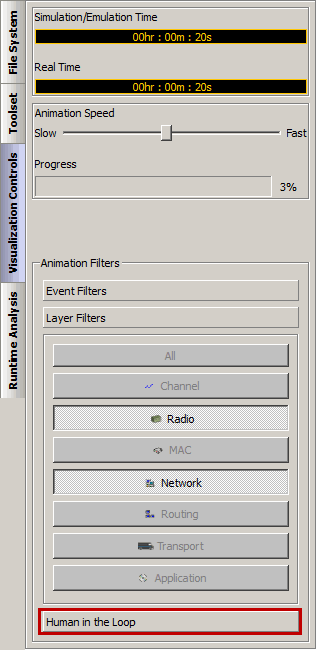 File System
Toolset
Visualization Controls
Runtime Analysis
Simulation/Emulation Time
00hr : 00m : 20s
Real Time
00hr : 00m : 20s
Animation Speed
Slow Fast
Progress
3%
Animation Filters
Event Filters
Layer Filters
All
Channel
Radio
MAC
Network
Routing
Transport
Application
Human in the Loop